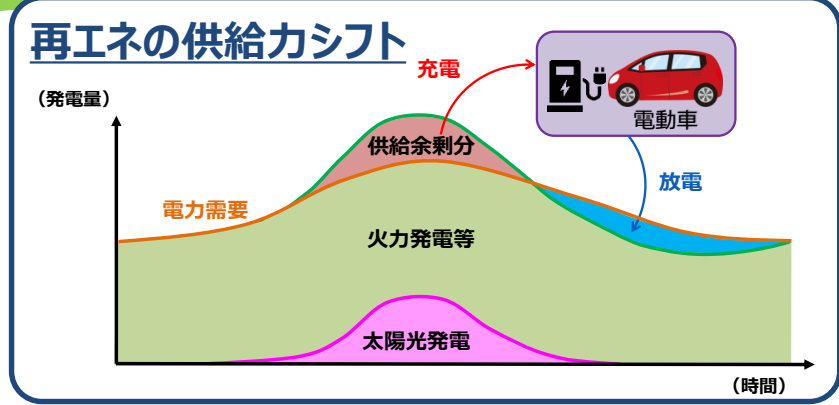 再エネの供給力シフト
充電
(発電量)
電動車
供給余剰分
放電
電力需要
火力発電等
太陽光発電
(時間)